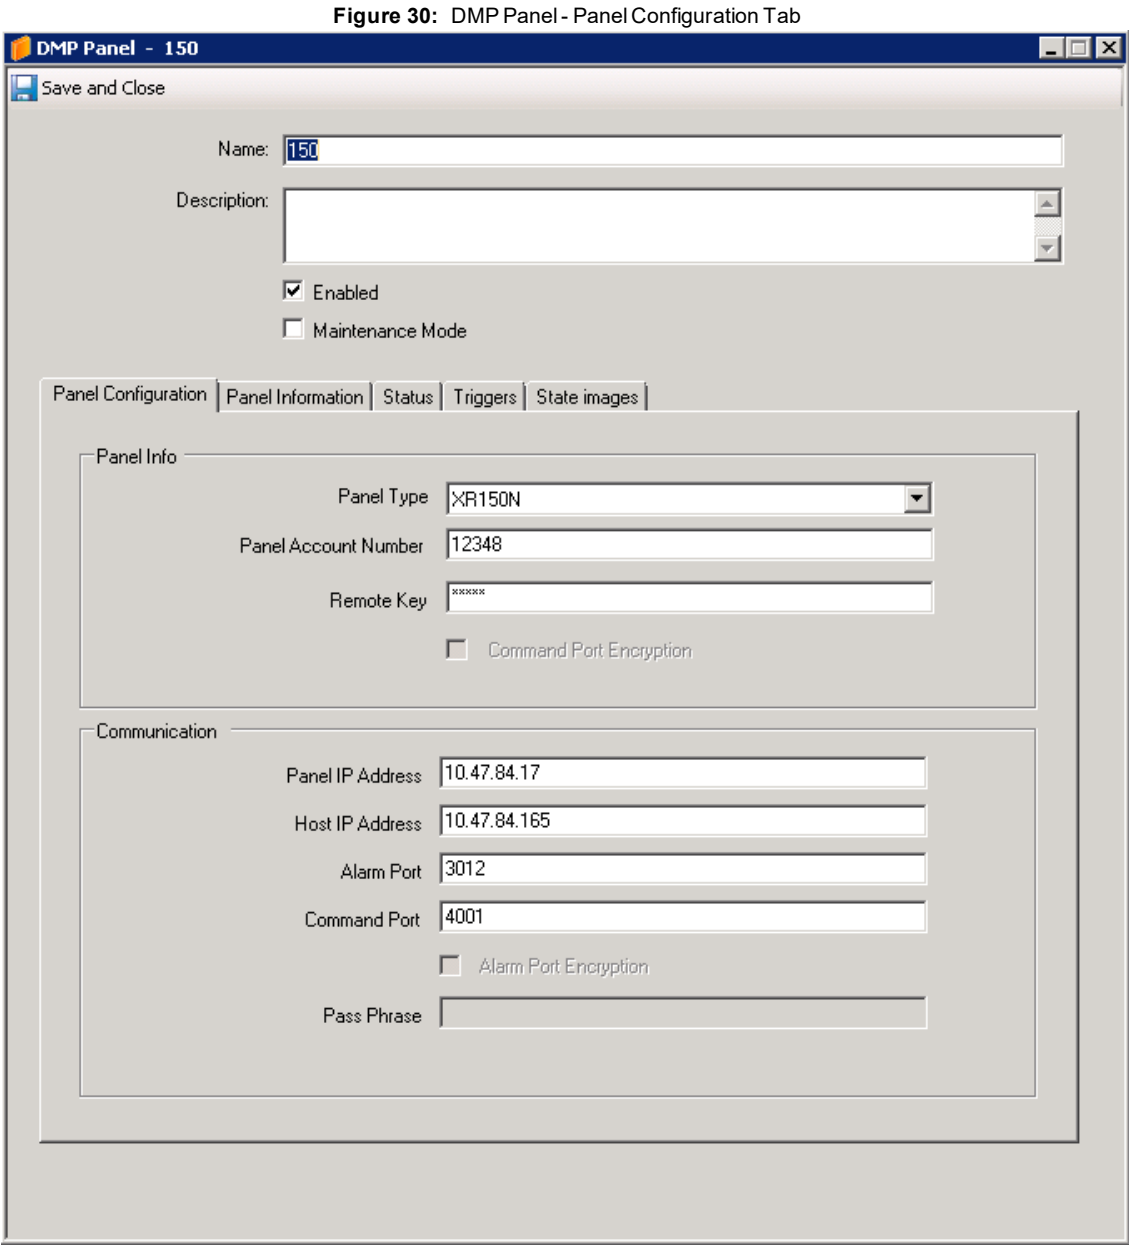 Figure 30: DMP Panel - Panel Configuration Tab
DMP Panel - 150
Save and Close
Name: 150
Description:
Enabled
Maintenance Mode
Panel Configuration Panel Information Status Triggers State images
Panel Info
Panel Type XR150N
Panel Account Number 12348
Remote Key *****
Command Port Encryption
Communication
Panel IP Address 10.47.84.17
Host IP Address 10.47.84.165
Alarm Port 3012
Command Port 4001
Alarm Port Encryption
Pass Phrase